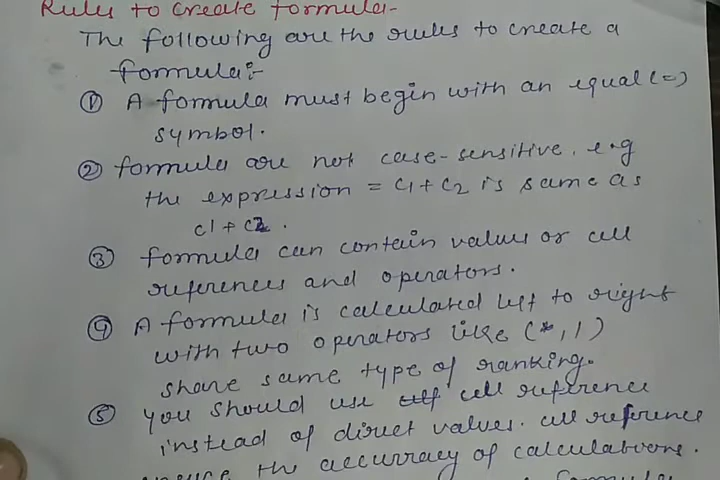 Rules to create formula-
The following are the rules to create a
formula:-
① A formula must begin with an equal (=)
symbol.
② formula are not case-sensitive. e.g
the expression = C1 + C2 is same as
c1 + c2.
③ formula can contain values or cell
references and operators.
④ A formula is calculated left to right
with two operators like (*, /)
share same type of ranking.
⑤ you should use cell reference
instead of direct values. cell reference
the accurracy of calculations.
formula